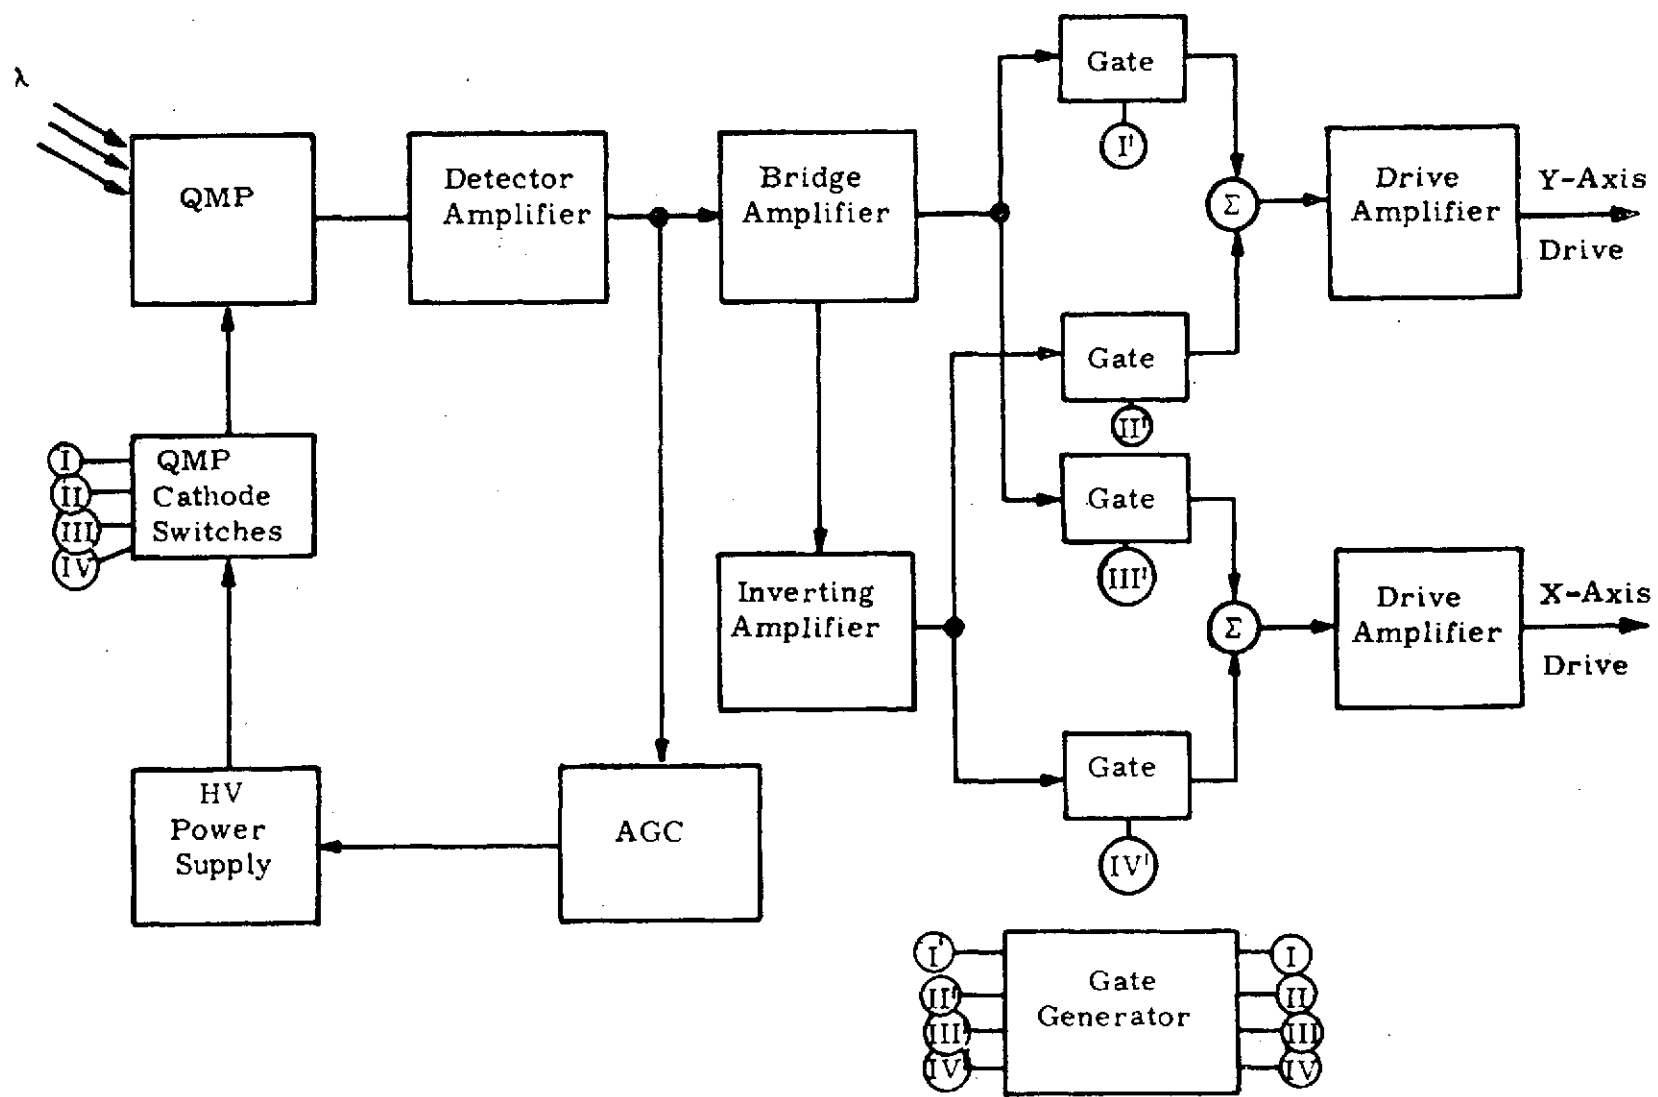 λ
QMP
Detector
Amplifier
Bridge
Amplifier
Gate
I'
Σ
Drive
Amplifier
Y-Axis
Drive
Gate
II'
I
II
III
IV
QMP
Cathode
Switches
Gate
III'
Inverting
Amplifier
Σ
Drive
Amplifier
X-Axis
Drive
Gate
IV'
HV
Power
Supply
AGC
I'
II'
III
IV
Gate
Generator
I
II
III
IV